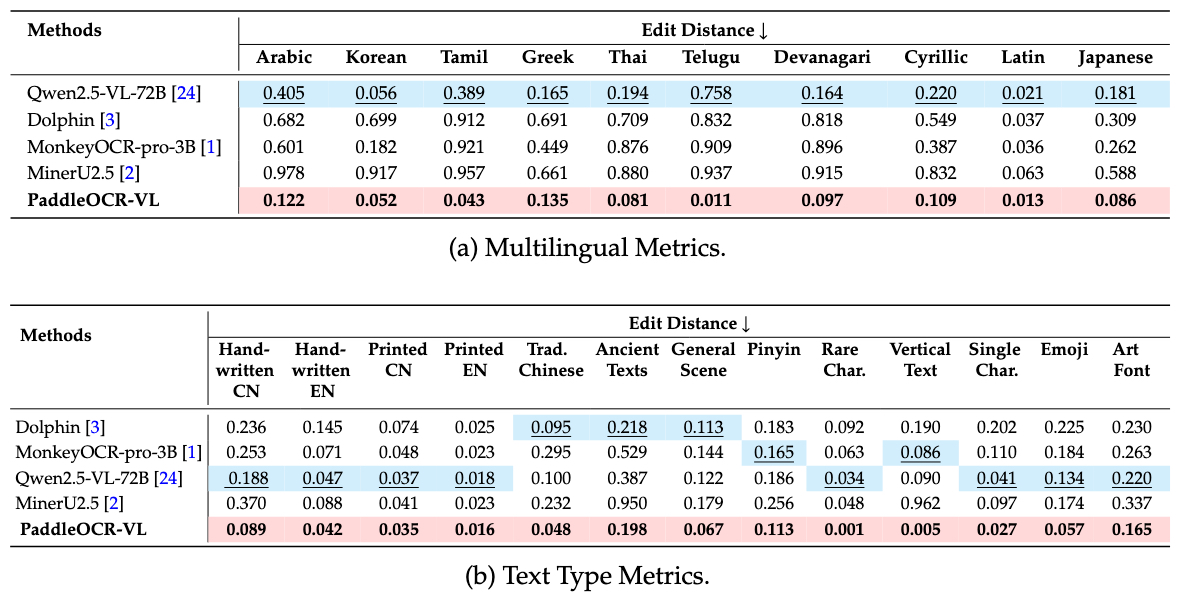 Methods Edit Distance ↓
Arabic Korean Tamil Greek Thai Telugu Devanagari Cyrillic Latin Japanese
Qwen2.5-VL-72B [24] 0.405 0.056 0.389 0.165 0.194 0.758 0.164 0.220 0.021 0.181
Dolphin [3] 0.682 0.699 0.912 0.691 0.709 0.832 0.818 0.549 0.037 0.309
MonkeyOCR-pro-3B [1] 0.601 0.182 0.921 0.449 0.876 0.909 0.896 0.387 0.036 0.262
MinerU2.5 [2] 0.978 0.917 0.957 0.661 0.880 0.937 0.915 0.832 0.063 0.588
PaddleOCR-VL 0.122 0.052 0.043 0.135 0.081 0.011 0.097 0.109 0.013 0.086
(a) Multilingual Metrics.
Methods Edit Distance ↓
Hand- Hand- Printed Printed Trad. Ancient General Pinyin Rare Vertical Single Emoji Art
written written CN EN Chinese Texts Scene Char. Text Char. Font
CN EN
Dolphin [3] 0.236 0.145 0.074 0.025 0.095 0.218 0.113 0.183 0.092 0.190 0.202 0.225 0.230
MonkeyOCR-pro-3B [1] 0.253 0.071 0.048 0.023 0.295 0.529 0.144 0.165 0.063 0.086 0.110 0.184 0.263
Qwen2.5-VL-72B [24] 0.188 0.047 0.037 0.018 0.100 0.387 0.122 0.186 0.034 0.090 0.041 0.134 0.220
MinerU2.5 [2] 0.370 0.088 0.041 0.023 0.232 0.950 0.179 0.256 0.048 0.962 0.097 0.174 0.337
PaddleOCR-VL 0.089 0.042 0.035 0.016 0.048 0.198 0.067 0.113 0.001 0.005 0.027 0.057 0.165
(b) Text Type Metrics.